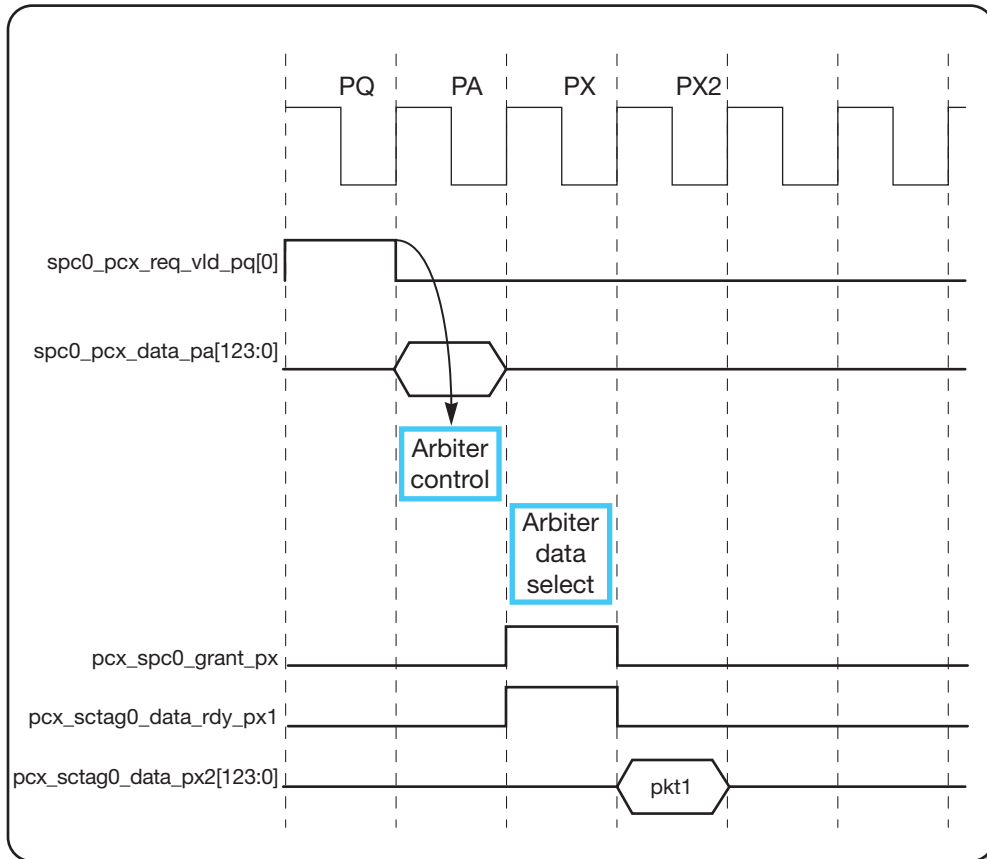 PQ PA PX PX2
spc0_pcx_req_vld_pq[0]
spc0_pcx_data_pa[123:0]
Arbiter
control
Arbiter
data
select
pcx_spc0_grant_px
pcx_sctag0_data_rdy_px1
pcx_sctag0_data_px2[123:0]
pkt1